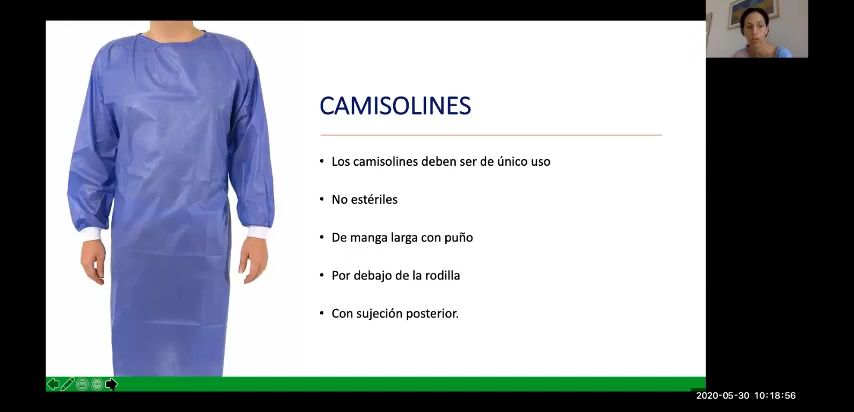 CAMISOLINES
• Los camisolines deben ser de único uso
• No estériles
• De manga larga con puño
• Por debajo de la rodilla
• Con sujeción posterior.
2020-05-30 10:18:56